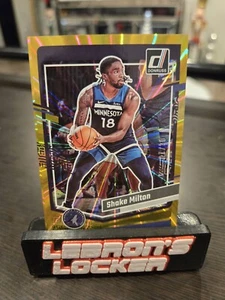 DONRUSS
MINNESOTA
18
Shake Milton
LEBRON'S
LOCKER